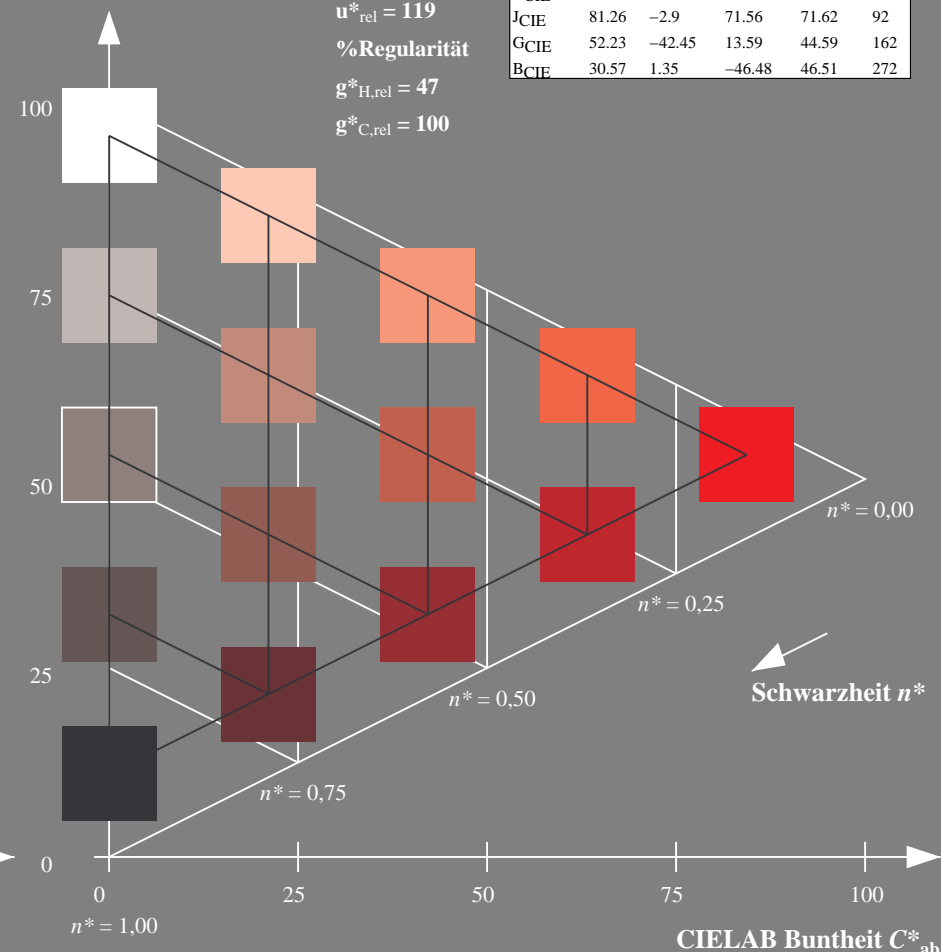 u*rel = 119
%Regularität
g*H,rel = 47
g*C,rel = 100
JCIE 81.26 −2.9 71.56 71.62 92
GCIE 52.23 −42.45 13.59 44.59 162
BCIE 30.57 1.35 −46.48 46.51 272
100
75
50
25
0
n* = 0,00
n* = 0,25
Schwarzheit n*
n* = 0,50
n* = 0,75
0 25 50 75 100
n* = 1,00
CIELAB Buntheit C*ab